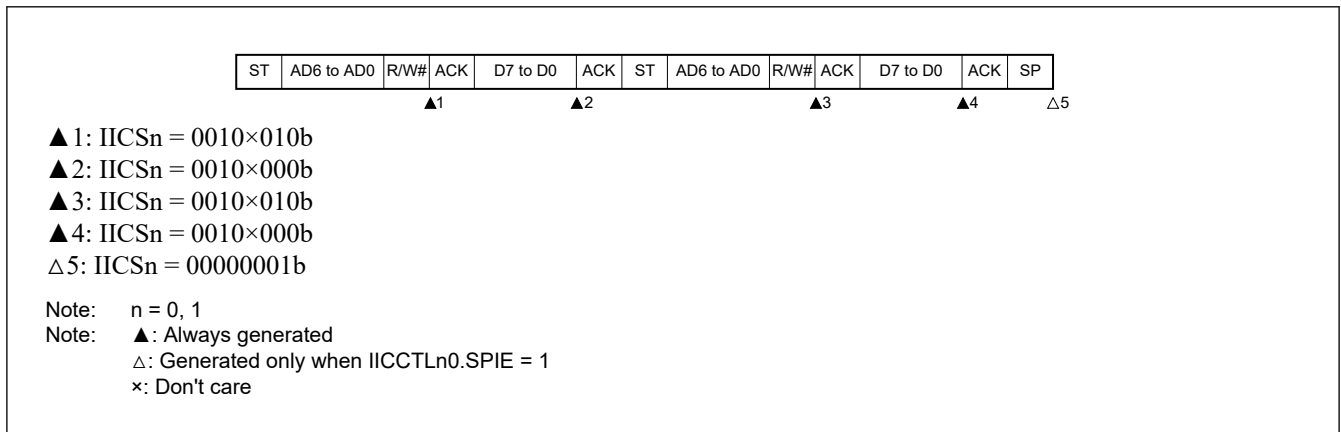 ST AD6 to AD0 R/W# ACK D7 to D0 ACK ST AD6 to AD0 R/W# ACK D7 to D0 ACK SP
▲1 ▲2 ▲3 ▲4 △5
▲1: IICSn = 0010×010b
▲2: IICSn = 0010×000b
▲3: IICSn = 0010×010b
▲4: IICSn = 0010×000b
△5: IICSn = 00000001b
Note: n = 0, 1
Note: ▲: Always generated
△: Generated only when IICCTLn0.SPIE = 1
×: Don't care